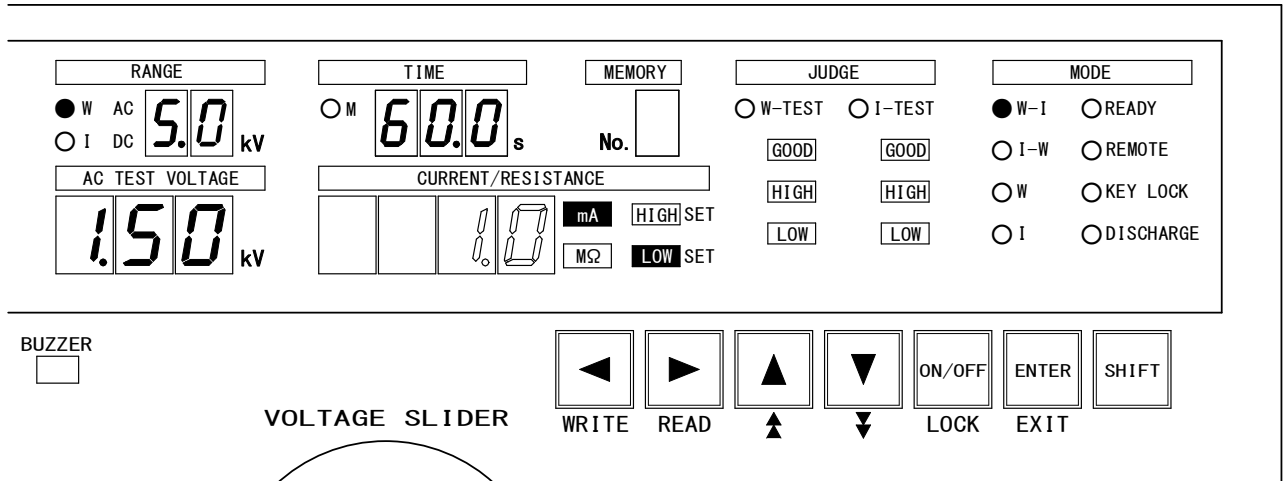 RANGE TIME MEMORY JUDGE MODE
W AC 5.0 kV M 60.0 s No. W-TEST I-TEST W-I READY
I DC GOOD GOOD I-W REMOTE
AC TEST VOLTAGE CURRENT/RESISTANCE HIGH HIGH W KEY LOCK
1.50 kV 1.0 mA HIGH SET LOW LOW I DISCHARGE
MΩ LOW SET
BUZZER
ON/OFF ENTER SHIFT
VOLTAGE SLIDER WRITE READ LOCK EXIT